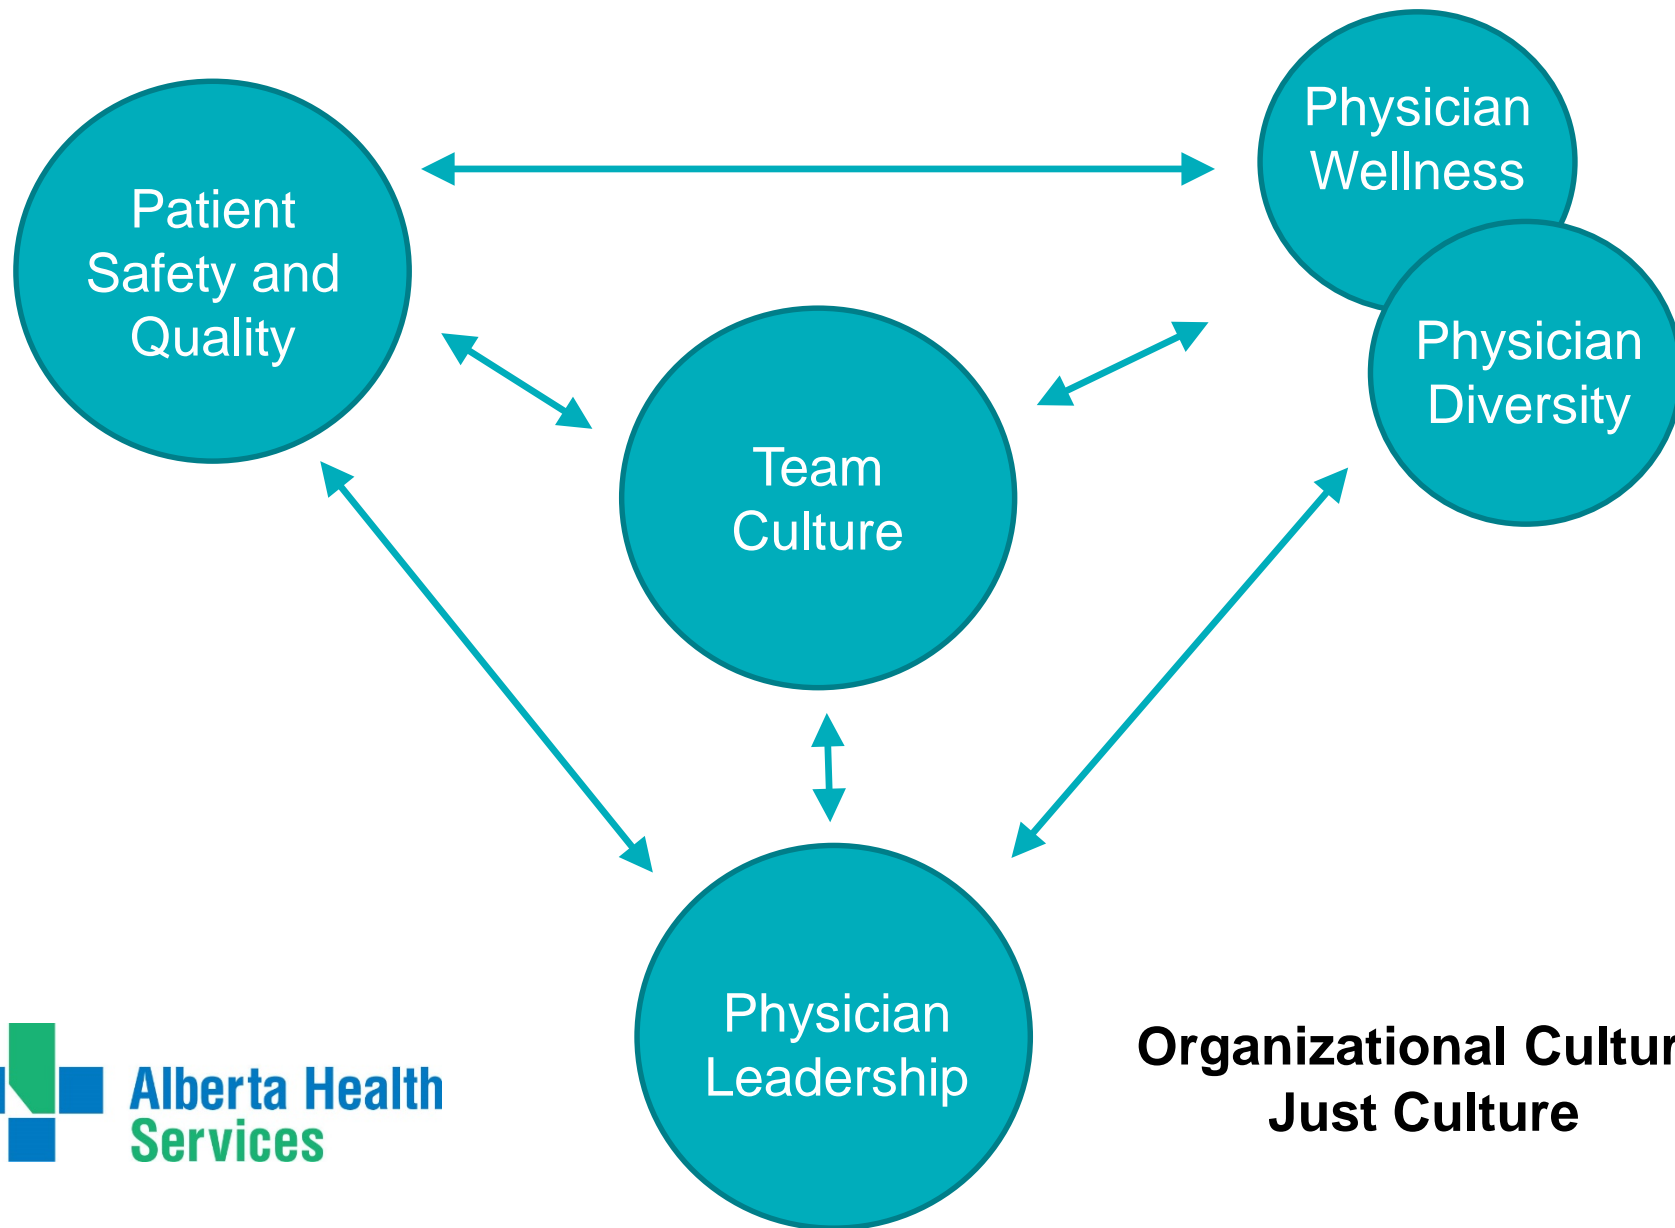 Physician
Wellness
Patient
Safety and
Quality
Physician
Diversity
Team
Culture
Physician
Leadership
Organizational Cultur
Just Culture
Alberta Health
Services